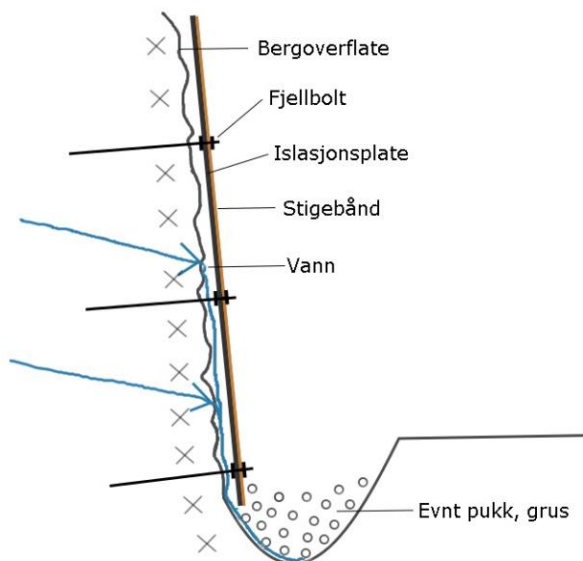 Bergoverflate
Fjellbolt
Islasjonsplate
Stigebånd
Vann
Evnt pukk, grus